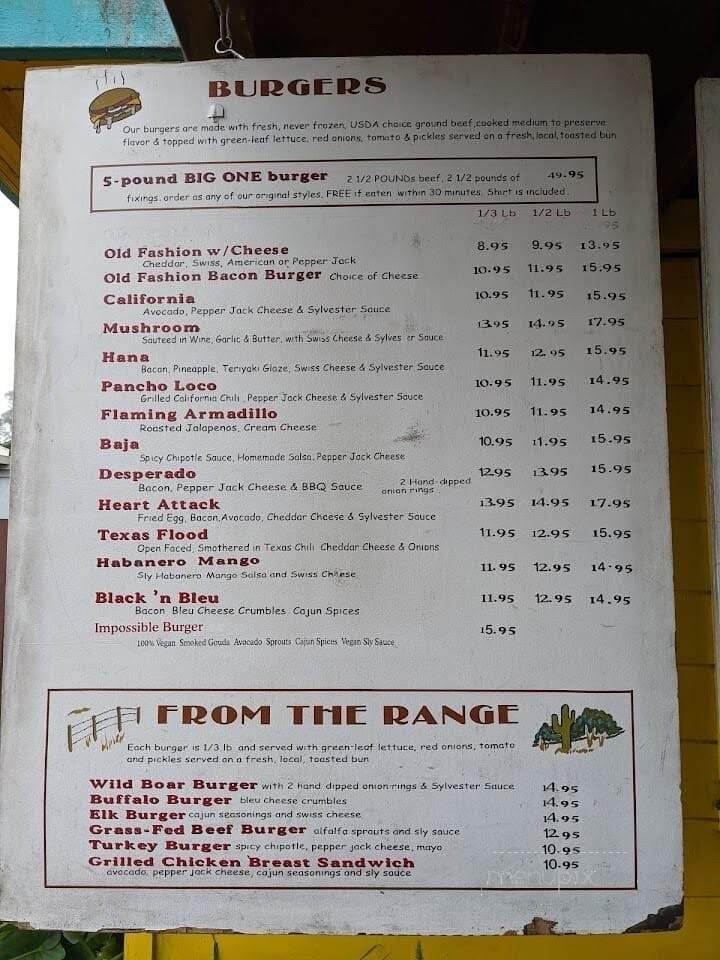 BURGERS
Our burgers are made with fresh, never frozen, USDA choice ground beef, cooked medium to preserve
flavor & topped with green-leaf lettuce, red onions, tomato & pickles served on a fresh, local, toasted bun
5-pound BIG ONE burger 2 1/2 POUNDs beef, 2 1/2 pounds of 49.95
fixings, order as any of our original styles, FREE if eaten within 30 minutes. Shirt is included.
1/3 Lb 1/2 Lb 1 Lb
95
Old Fashion w/Cheese 8.95 9.95 13.95
Cheddar, Swiss, American or Pepper Jack
Old Fashion Bacon Burger Choice of Cheese 10.95 11.95 15.95
California 10.95 11.95 15.95
Avocado, Pepper Jack Cheese & Sylvester Sauce
Mushroom 13.95 14.95 17.95
Sauteed in Wine, Garlic & Butter, with Swiss Cheese & Sylves er Sauce
Hana 11.95 12.95 15.95
Bacon, Pineapple, Teriyaki Glaze, Swiss Cheese & Sylvester Sauce
Pancho Loco 10.95 11.95 14.95
Grilled California Chili, Pepper Jack Cheese & Sylvester Sauce
Flaming Armadillo 10.95 11.95 14.95
Roasted Jalapenos, Cream Cheese
Baja 10.95 11.95 15.95
Spicy Chipotle Sauce, Homemade Salsa, Pepper Jack Cheese
Desperado 12.95 13.95 15.95
Bacon, Pepper Jack Cheese & BBQ Sauce 2 Hand-dipped
onion rings
Heart Attack 13.95 14.95 17.95
Fried Egg, Bacon, Avocado, Cheddar Cheese & Sylvester Sauce
Texas Flood 11.95 12.95 15.95
Open Faced, Smothered in Texas Chili Cheddar Cheese & Onions
Habanero Mango 11.95 12.95 14.95
Sly Habanero Mango Salsa and Swiss Cheese
Black 'n Bleu 11.95 12.95 14.95
Bacon Bleu Cheese Crumbles, Cajun Spices
Impossible Burger 15.95
100% Vegan Smoked Gouda Avocado Sprouts Cajun Spices Vegan Sly Sauce
FROM THE RANGE
Each burger is 1/3 lb and served with green-leaf lettuce, red onions, tomato
and pickles served on a fresh, local, toasted bun
Wild Boar Burger with 2 hand dipped onion rings & Sylvester Sauce 14.95
Buffalo Burger bleu cheese crumbles 14.95
Elk Burger cajun seasonings and swiss cheese 14.95
Grass-Fed Beef Burger alfalfa sprouts and sly sauce 12.95
Turkey Burger spicy chipotle, pepper jack cheese, mayo 10.95
Grilled Chicken Breast Sandwich 10.95
avocado, pepper jack cheese, cajun seasonings and sly sauce
menupix